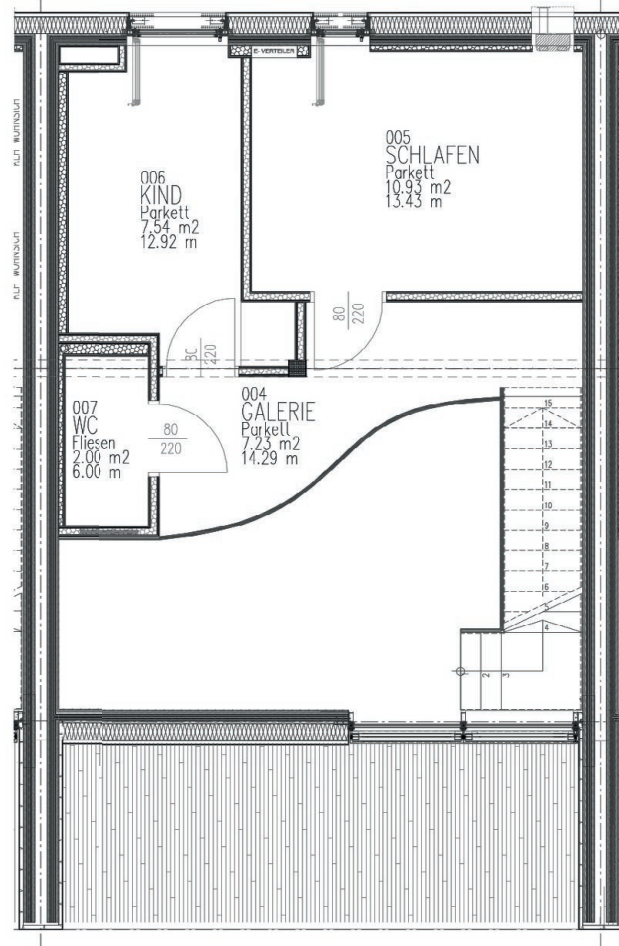 E-VERTEILER
006
KIND
Parkett
7.54 m2
12.92 m
005
SCHLAFEN
Parkett
10.93 m2
13.43 m
80
220
80
220
004
GALERIE
Parkett
7.23 m2
14.29 m
007
WC
Fliesen
2.00 m2
6.00 m
80
220
15
14
13
12
11
10
9
8
7
6
5
4
3
2